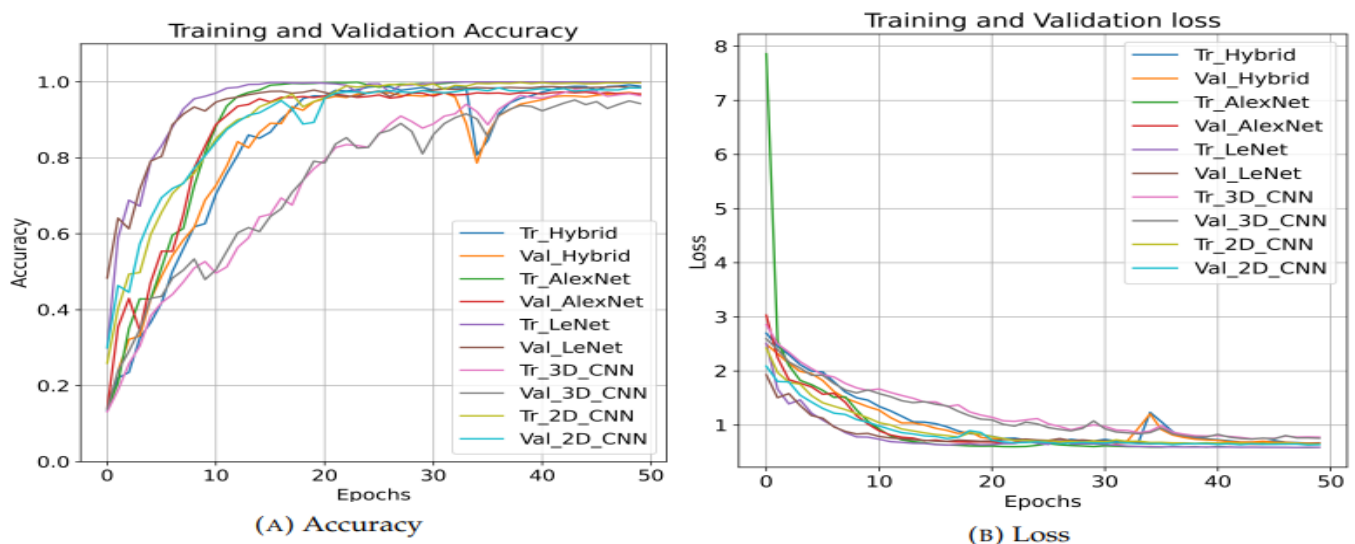 Training and Validation Accuracy
1.0
0.8
0.6
0.4
0.2
0.0
Accuracy
Tr_Hybrid
Val_Hybrid
Tr_AlexNet
Val_AlexNet
Tr_LeNet
Val_LeNet
Tr_3D_CNN
Val_3D_CNN
Tr_2D_CNN
Val_2D_CNN
0 10 20 30 40 50
Epochs
(A) Accuracy
Training and Validation loss
8
7
6
5
4
3
2
1
Loss
Tr_Hybrid
Val_Hybrid
Tr_AlexNet
Val_AlexNet
Tr_LeNet
Val_LeNet
Tr_3D_CNN
Val_3D_CNN
Tr_2D_CNN
Val_2D_CNN
0 10 20 30 40 50
Epochs
(B) Loss